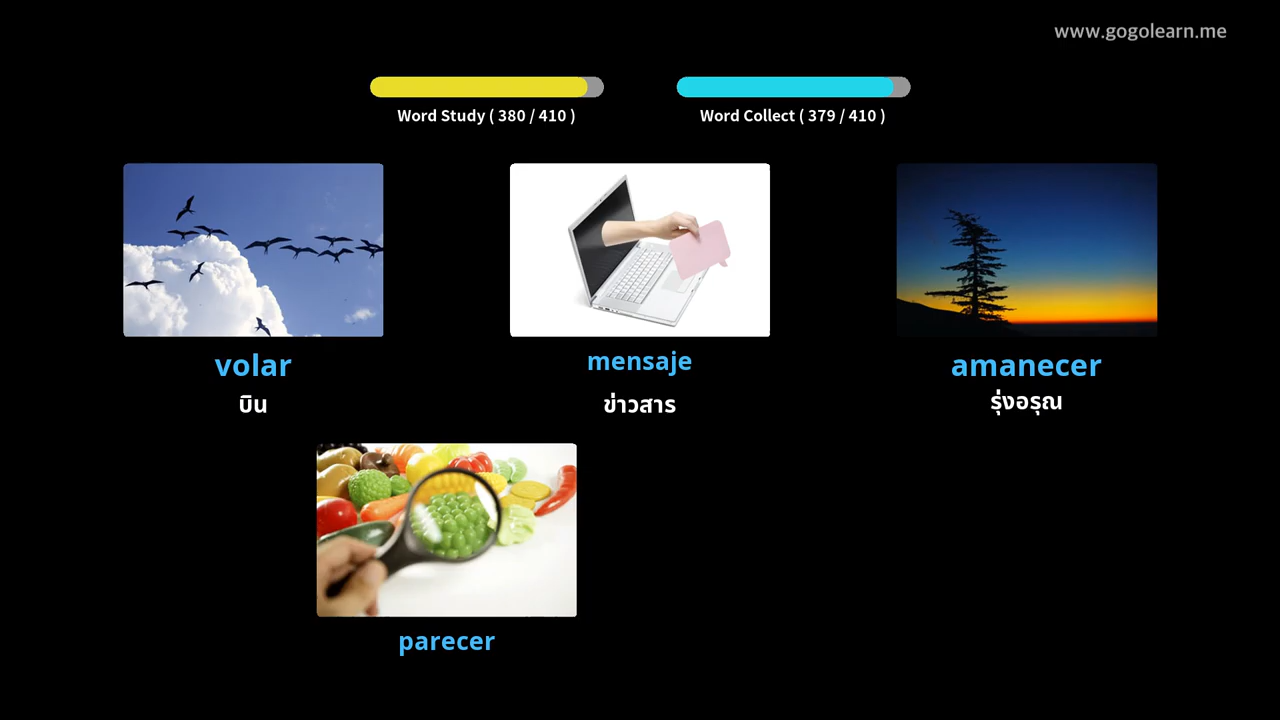 www.gogolearn.me
Word Study ( 380 / 410 )
Word Collect ( 379 / 410 )
volar
mensaje
amanecer
บิน
ข่าวสาร
รุ่งอรุณ
parecer